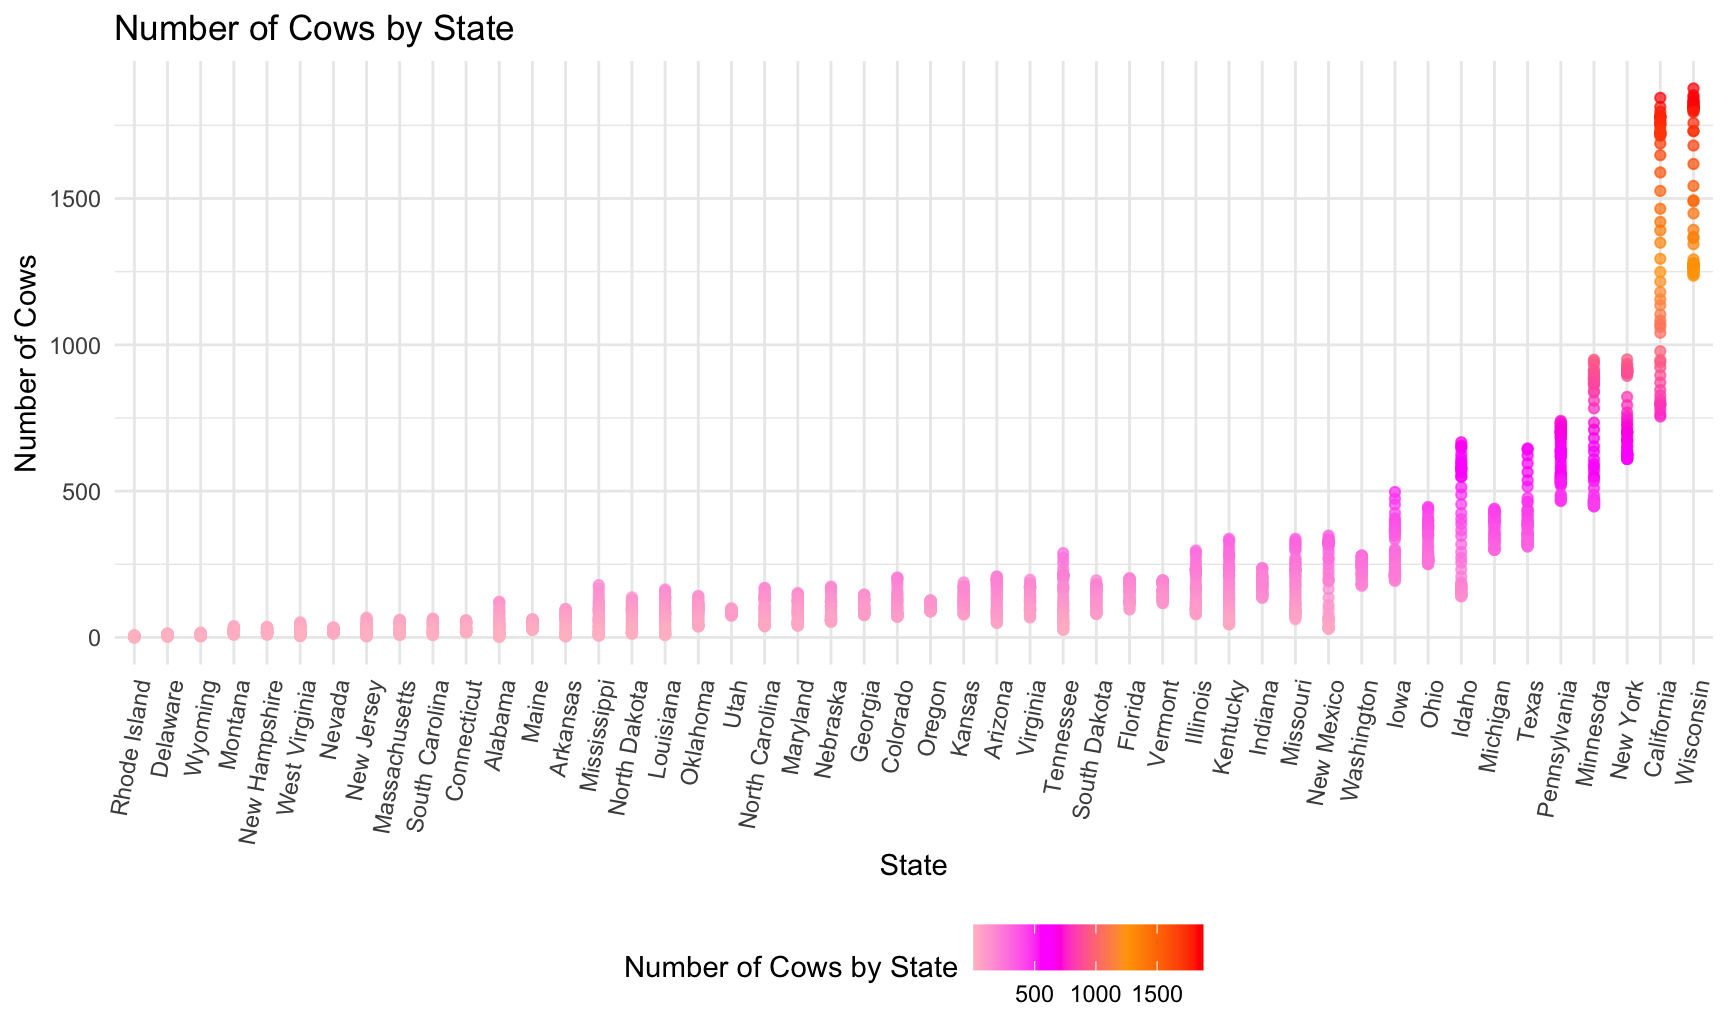 Number of Cows by State
Number of Cows
1500
1000
500
0
Rhode Island
Delaware
Wyoming
Montana
New Hampshire
West Virginia
Nevada
New Jersey
Massachusetts
South Carolina
Connecticut
Alabama
Maine
Arkansas
Mississippi
North Dakota
Louisiana
Oklahoma
Utah
North Carolina
Maryland
Nebraska
Georgia
Colorado
Oregon
Kansas
Arizona
Virginia
Tennessee
South Dakota
Florida
Vermont
Illinois
Kentucky
Indiana
Missouri
New Mexico
Washington
Iowa
Ohio
Idaho
Michigan
Texas
Pennsylvania
Minnesota
New York
California
Wisconsin
State
Number of Cows by State
500 1000 1500